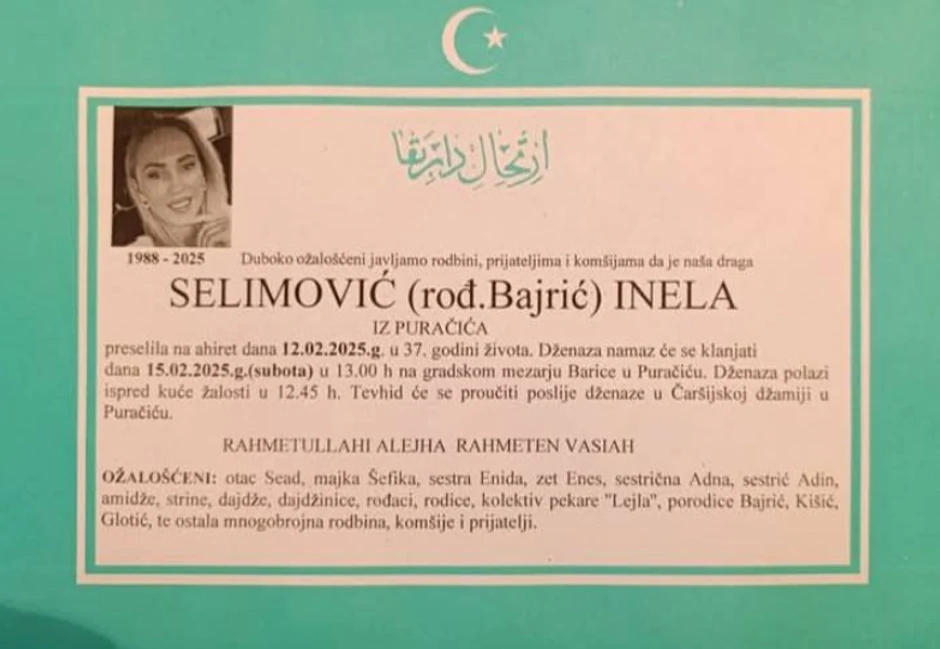 ارتحال دار بقا
1988 - 2025
Duboko ožalošćeni javljamo rodbini, prijateljima i komšijama da je naša draga
SELIMOVIĆ (rođ.Bajrić) INELA
IZ PURAČIĆA
preselila na ahiret dana 12.02.2025.g. u 37. godini života. Dženaza namaz će se klanjati
dana 15.02.2025.g.(subota) u 13.00 h na gradskom mezarju Barice u Puračiću. Dženaza polazi
ispred kuće žalosti u 12.45 h. Tevhid će se proučiti poslije dženaze u Čaršijskoj džamiji u
Puračiću.
RAHMETULLAHI ALEJHA RAHMETEN VASIAH
OŽALOŠĆENI: otac Sead, majka Šefika, sestra Enida, zet Enes, sestrična Adna, sestrić Adin,
amidže, strine, dajdže, dajdžinice, rođaci, rodice, kolektiv pekare "Lejla", porodice Bajrić, Kišić,
Glotić, te ostala mnogobrojna rodbina, komšije i prijatelji.